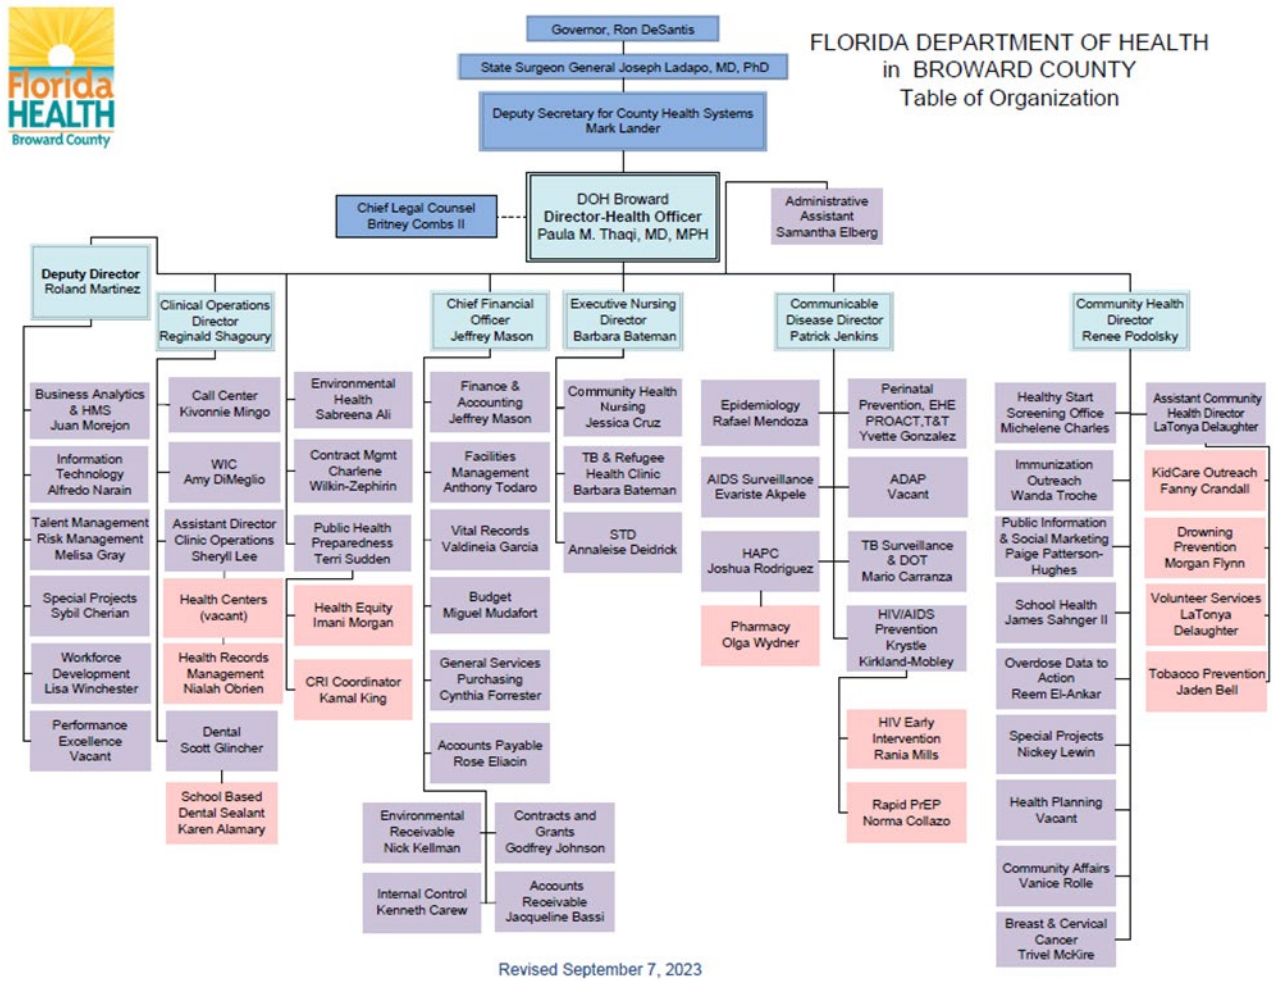 Florida
HEALTH
Broward County
FLORIDA DEPARTMENT OF HEALTH
in BROWARD COUNTY
Table of Organization
Governor, Ron DeSantis
State Surgeon General Joseph Ladapo, MD, PhD
Deputy Secretary for County Health Systems
Mark Lander
Chief Legal Counsel
Britney Combs II
DOH Broward
Director-Health Officer
Paula M. Thaqi, MD, MPH
Administrative
Assistant
Samantha Elberg
Deputy Director
Roland Martinez
Business Analytics
& HMS
Juan Morejon
Information
Technology
Alfredo Narain
Talent Management
Risk Management
Melisa Gray
Special Projects
Sybil Cherian
Workforce
Development
Lisa Winchester
Performance
Excellence
Vacant
Clinical Operations
Director
Reginald Shagoury
Call Center
Kivonnie Mingo
WIC
Amy DiMeglio
Assistant Director
Clinic Operations
Sheryll Lee
Health Centers
(vacant)
Health Records
Management
Nialah Obrien
Dental
Scott Glincher
School Based
Dental Sealant
Karen Alamary
Environmental
Health
Sabreena Ali
Contract Mgmt
Charlene
Wilkin-Zephirin
Public Health
Preparedness
Terri Sudden
Health Equity
Imani Morgan
CRI Coordinator
Kamal King
Chief Financial
Officer
Jeffrey Mason
Finance &
Accounting
Jeffrey Mason
Facilities
Management
Anthony Todaro
Vital Records
Valdineia Garcia
Budget
Miguel Mudafort
General Services
Purchasing
Cynthia Forrester
Accounts Payable
Rose Eliacin
Environmental
Receivable
Nick Kellman
Contracts and
Grants
Godfrey Johnson
Internal Control
Kenneth Carew
Accounts
Receivable
Jacqueline Bassi
Executive Nursing
Director
Barbara Bateman
Community Health
Nursing
Jessica Cruz
TB & Refugee
Health Clinic
Barbara Bateman
STD
Annaleise Deidrick
Communicable
Disease Director
Patrick Jenkins
Epidemiology
Rafael Mendoza
Perinatal
Prevention, EHE
PROACT,T&T
Yvette Gonzalez
AIDS Surveillance
Evariste Akpele
ADAP
Vacant
HAPC
Joshua Rodriguez
TB Surveillance
& DOT
Mario Carranza
Pharmacy
Olga Wydner
HIV/AIDS
Prevention
Krystle
Kirkland-Mobley
HIV Early
Intervention
Rania Mills
Rapid PrEP
Norma Collazo
Community Health
Director
Renee Podolsky
Healthy Start
Screening Office
Michelene Charles
Immunization
Outreach
Wanda Troche
Public Information
& Social Marketing
Paige Patterson-
Hughes
School Health
James Sahnger II
Overdose Data to
Action
Reem El-Ankar
Special Projects
Nickey Lewin
Health Planning
Vacant
Community Affairs
Vanice Rolle
Breast & Cervical
Cancer
Trivel McKire
Assistant Community
Health Director
LaTonya Delaughter
KidCare Outreach
Fanny Crandall
Drowning
Prevention
Morgan Flynn
Volunteer Services
LaTonya
Delaughter
Tobacco Prevention
Jaden Bell
Revised September 7, 2023